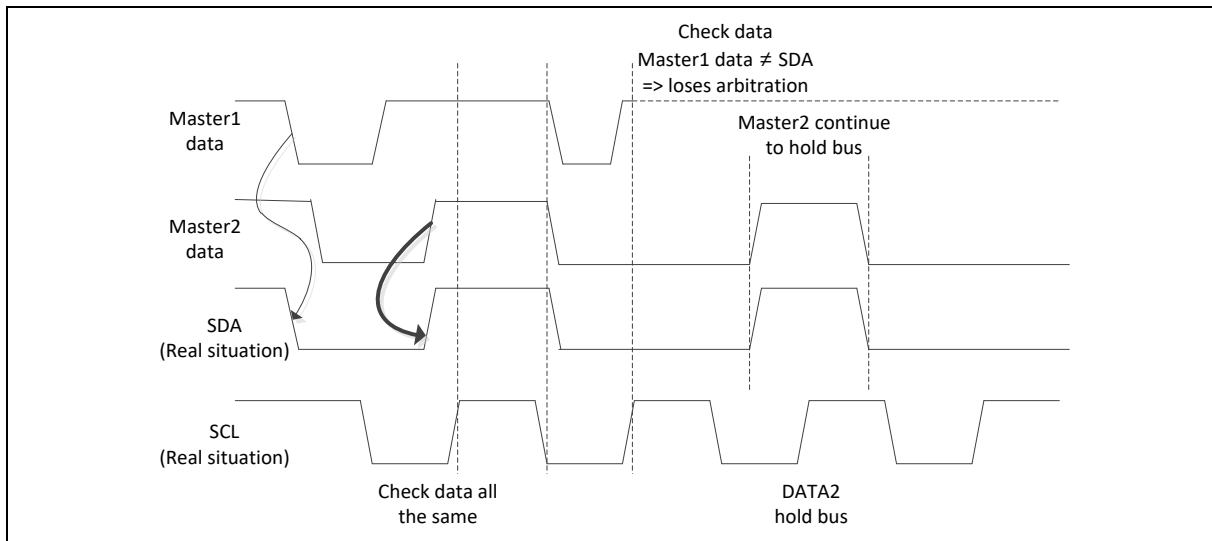 Check data
Master1 data ≠ SDA
=> loses arbitration
Master1
data
Master2 continue
to hold bus
Master2
data
SDA
(Real situation)
SCL
(Real situation)
Check data all
the same
DATA2
hold bus